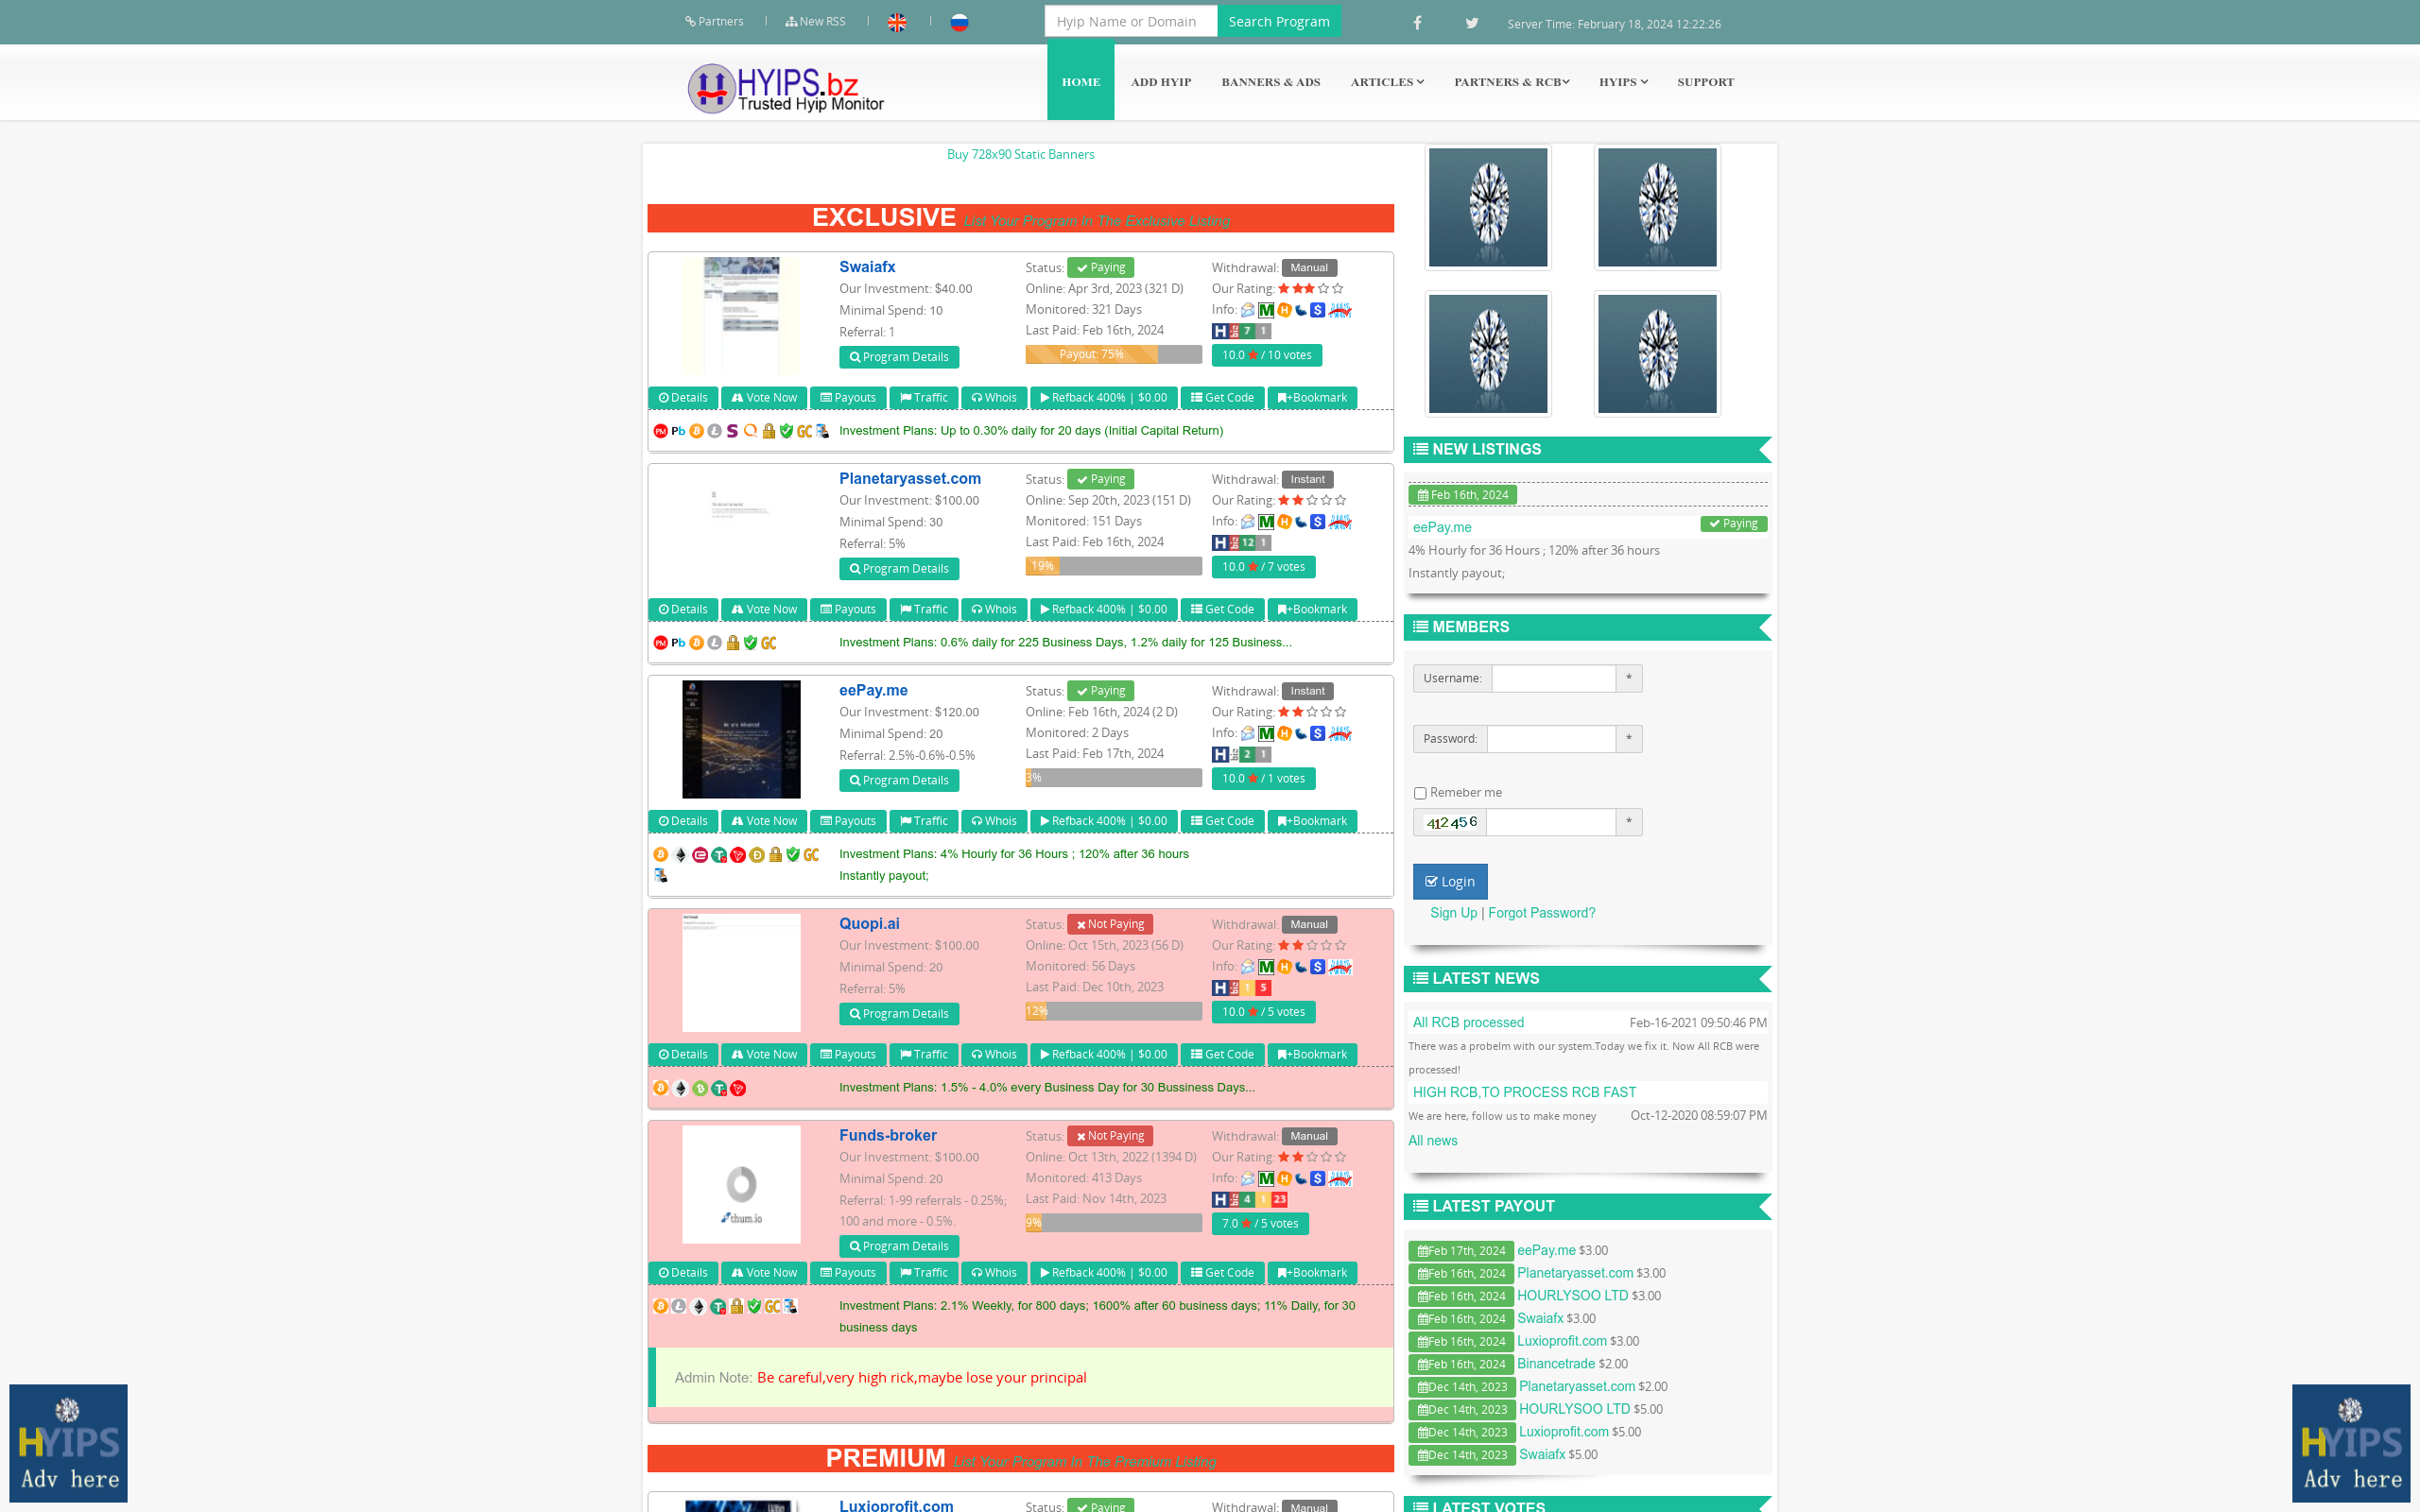 Partners | New RSS | |
Hyip Name or Domain Search Program
Server Time: February 18, 2024 12:22:26
HYIPS.bz
Trusted Hyip Monitor
HOME ADD HYIP BANNERS & ADS ARTICLES PARTNERS & RCB HYIPS SUPPORT
Buy 728x90 Static Banners
EXCLUSIVE List Your Program In The Exclusive Listing
Swaiafx
Our Investment: $40.00
Minimal Spend: 10
Referral: 1
Program Details
Status: Paying
Online: Apr 3rd, 2023 (321 D)
Monitored: 321 Days
Last Paid: Feb 16th, 2024
Payout: 75%
Withdrawal: Manual
Our Rating:
Info:
H biz 7 1
10.0 / 10 votes
Details Vote Now Payouts Traffic Whois Refback 400% | $0.00 Get Code +Bookmark
Investment Plans: Up to 0.30% daily for 20 days (Initial Capital Return)
Planetaryasset.com
Our Investment: $100.00
Minimal Spend: 30
Referral: 5%
Program Details
Status: Paying
Online: Sep 20th, 2023 (151 D)
Monitored: 151 Days
Last Paid: Feb 16th, 2024
19%
Withdrawal: Instant
Our Rating:
Info:
H biz 12 1
10.0 / 7 votes
Details Vote Now Payouts Traffic Whois Refback 400% | $0.00 Get Code +Bookmark
Investment Plans: 0.6% daily for 225 Business Days, 1.2% daily for 125 Business...
eePay.me
Our Investment: $120.00
Minimal Spend: 20
Referral: 2.5%-0.6%-0.5%
Program Details
Status: Paying
Online: Feb 16th, 2024 (2 D)
Monitored: 2 Days
Last Paid: Feb 17th, 2024
3%
Withdrawal: Instant
Our Rating:
Info:
H biz 2 1
10.0 / 1 votes
Details Vote Now Payouts Traffic Whois Refback 400% | $0.00 Get Code +Bookmark
Investment Plans: 4% Hourly for 36 Hours ; 120% after 36 hours
Instantly payout;
Quopi.ai
Our Investment: $100.00
Minimal Spend: 20
Referral: 5%
Program Details
Status: Not Paying
Online: Oct 15th, 2023 (56 D)
Monitored: 56 Days
Last Paid: Dec 10th, 2023
12%
Withdrawal: Manual
Our Rating:
Info:
H biz 1 5
10.0 / 5 votes
Details Vote Now Payouts Traffic Whois Refback 400% | $0.00 Get Code +Bookmark
Investment Plans: 1.5% - 4.0% every Business Day for 30 Bussiness Days...
thum.io
Funds-broker
Our Investment: $100.00
Minimal Spend: 20
Referral: 1-99 referrals - 0.25%;
100 and more - 0.5%.
Program Details
Status: Not Paying
Online: Oct 13th, 2022 (1394 D)
Monitored: 413 Days
Last Paid: Nov 14th, 2023
9%
Withdrawal: Manual
Our Rating:
Info:
H biz 4 1 23
7.0 / 5 votes
Details Vote Now Payouts Traffic Whois Refback 400% | $0.00 Get Code +Bookmark
Investment Plans: 2.1% Weekly, for 800 days; 1600% after 60 business days; 11% Daily, for 30
business days
Admin Note: Be careful,very high rick,maybe lose your principal
PREMIUM List Your Program In The Premium Listing
Luxioprofit.com
Status: Paying
Withdrawal: Manual
NEW LISTINGS
Feb 16th, 2024
eePay.me Paying
4% Hourly for 36 Hours ; 120% after 36 hours
Instantly payout;
MEMBERS
Username: *
Password: *
Remeber me
412456 *
Login
Sign Up | Forgot Password?
LATEST NEWS
All RCB processed Feb-16-2021 09:50:46 PM
There was a probelm with our system.Today we fix it. Now All RCB were
processed!
HIGH RCB,TO PROCESS RCB FAST
We are here, follow us to make money Oct-12-2020 08:59:07 PM
All news
LATEST PAYOUT
Feb 17th, 2024 eePay.me $3.00
Feb 16th, 2024 Planetaryasset.com $3.00
Feb 16th, 2024 HOURLYSOO LTD $3.00
Feb 16th, 2024 Swaiafx $3.00
Feb 16th, 2024 Luxioprofit.com $3.00
Feb 16th, 2024 Binancetrade $2.00
Dec 14th, 2023 Planetaryasset.com $2.00
Dec 14th, 2023 HOURLYSOO LTD $5.00
Dec 14th, 2023 Luxioprofit.com $5.00
Dec 14th, 2023 Swaiafx $5.00
LATEST VOTES
HYIPS
Adv here
HYIPS
Adv here